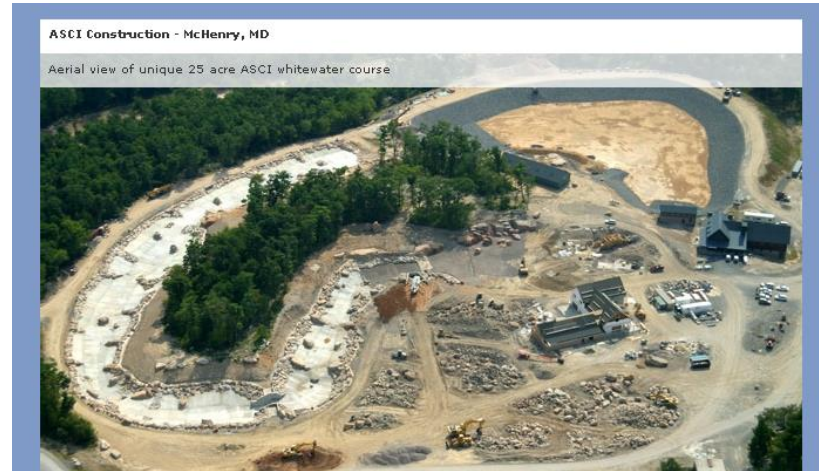 ASCI Construction - McHenry, MD
Aerial view of unique 25 acre ASCI whitewater course